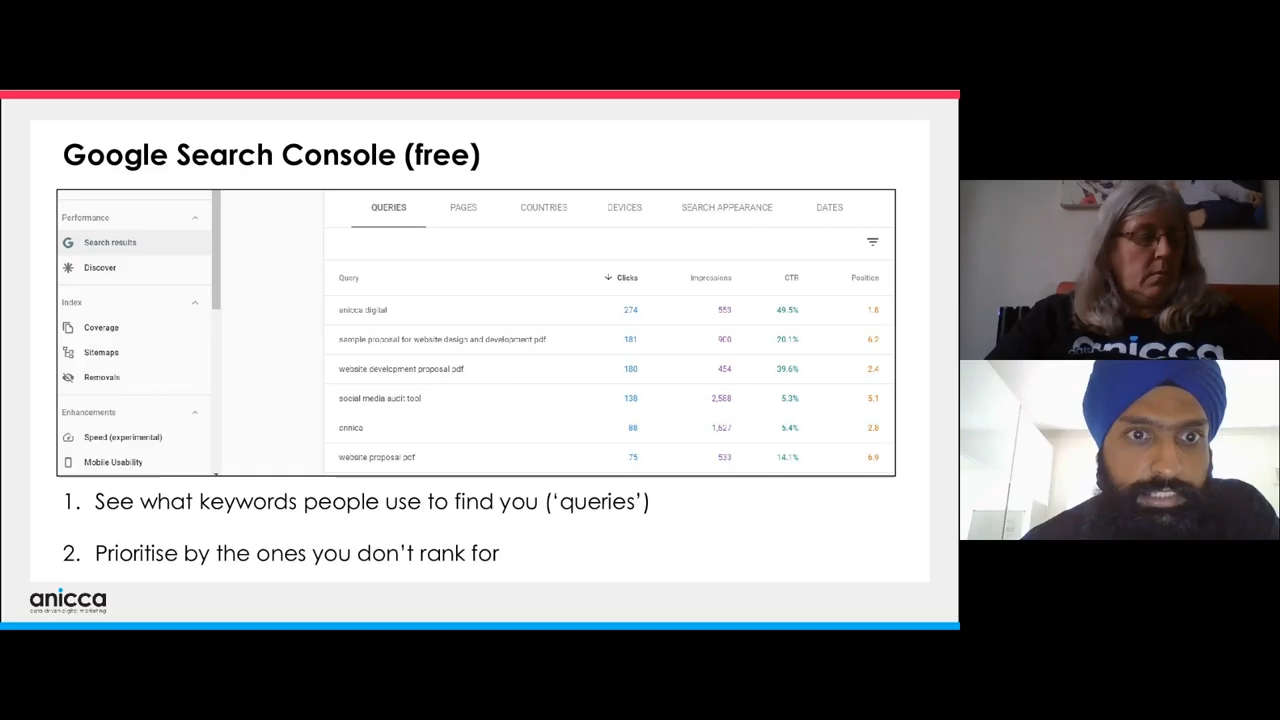 Google Search Console (free)
Performance
Search results
Discover
Index
Coverage
Sitemaps
Removals
Enhancements
Speed (experimental)
Mobile Usability
QUERIES PAGES COUNTRIES DEVICES SEARCH APPEARANCE DATES
Query Clicks Impressions CTR Position
anicca digital 274 553 49.5% 1.8
sample proposal for website design and development pdf 181 900 20.1% 6.2
website development proposal pdf 180 454 39.6% 2.4
social media audit tool 138 2,588 5.3% 5.1
annica 88 1,627 5.4% 2.8
website proposal pdf 75 533 14.1% 6.9
1. See what keywords people use to find you (‘queries’)
2. Prioritise by the ones you don’t rank for
anicca
data driven digital marketing
anicca